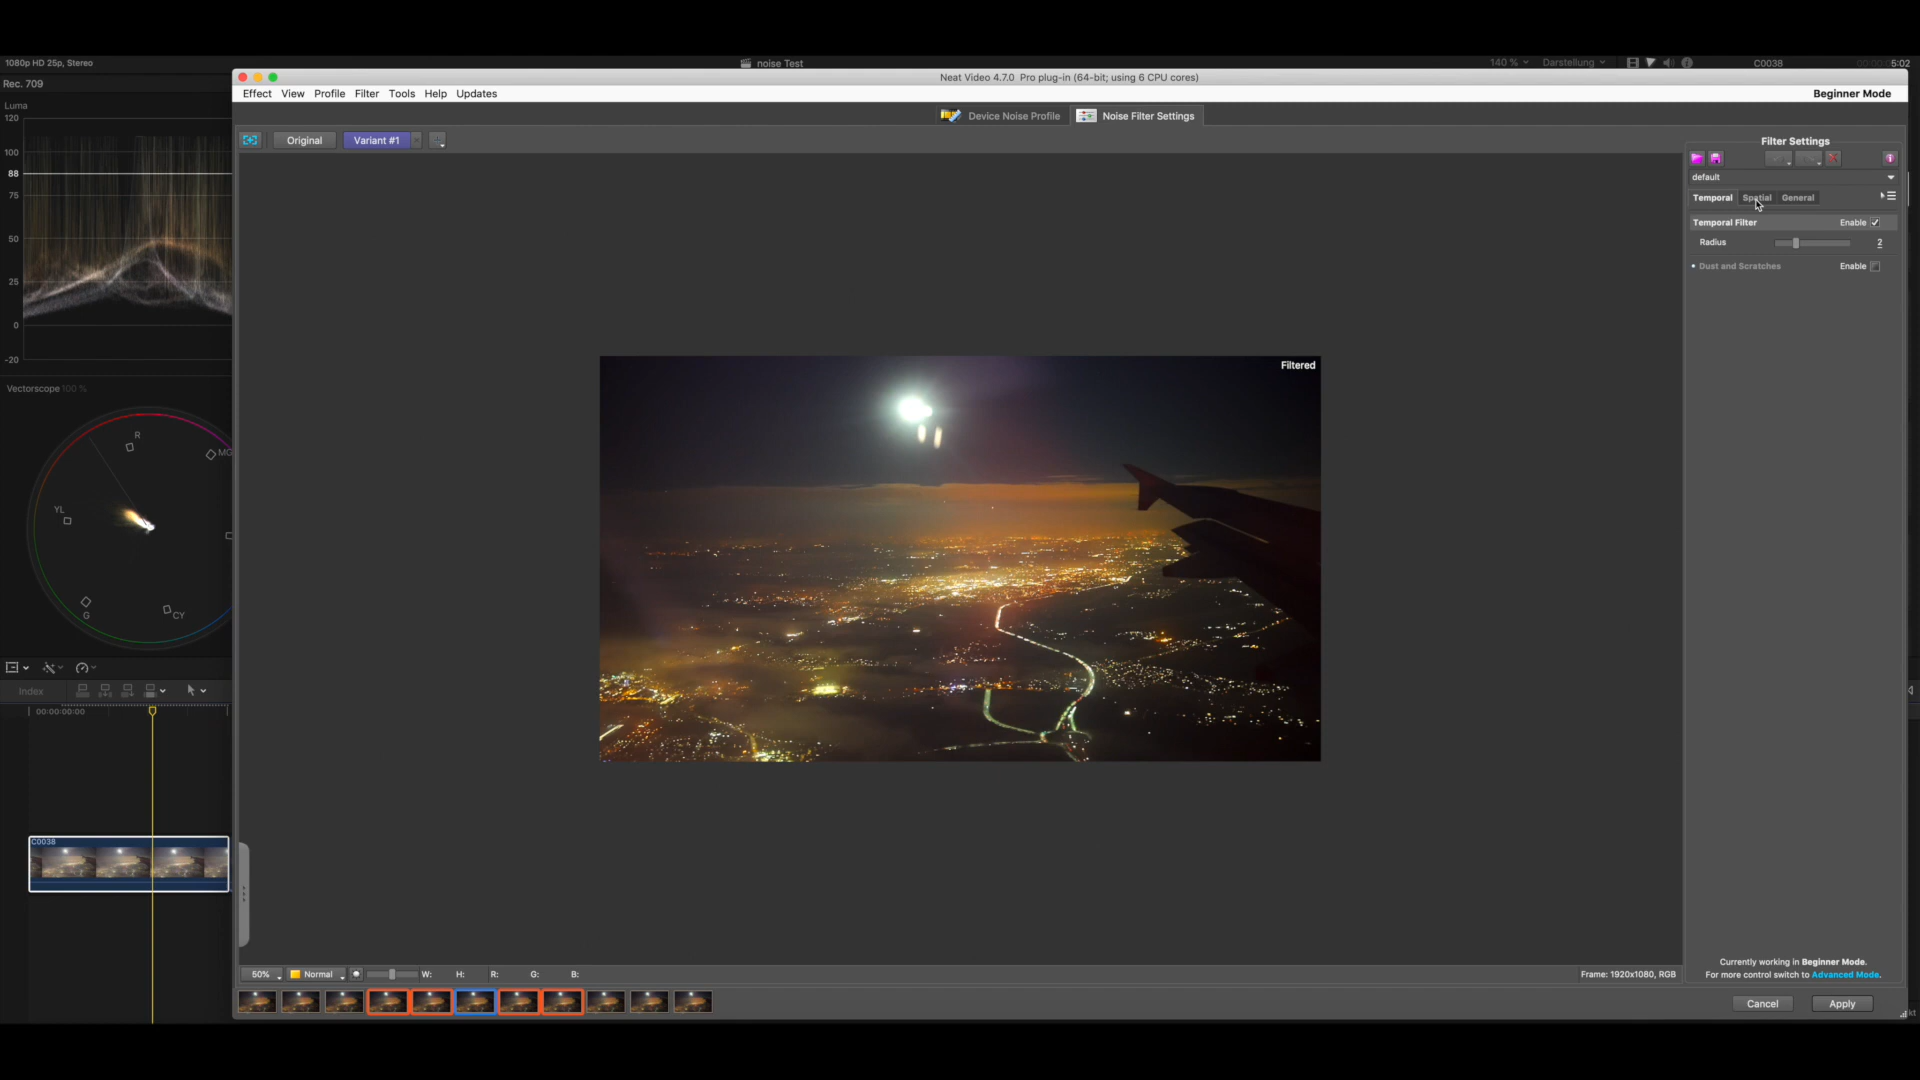 1080p HD 25p, Stereo
noise Test
140 %
Darstellung
C0038
5:02
Rec. 709
Neat Video 4.7.0 Pro plug-in (64-bit; using 6 CPU cores)
Effect View Profile Filter Tools Help Updates
Beginner Mode
Luma
120
100
88
75
50
25
0
-20
Device Noise Profile
Noise Filter Settings
Original
Variant #1
Filter Settings
default
Temporal Spatial General
Temporal Filter Enable
Radius 2
Dust and Scratches Enable
Filtered
Vectorscope 100 %
R
MG
YL
G
CY
Index
00:00:00:00
C0038
Currently working in Beginner Mode.
For more control switch to Advanced Mode.
50%
Normal
W: H: R: G: B:
Frame: 1920x1080, RGB
Cancel
Apply